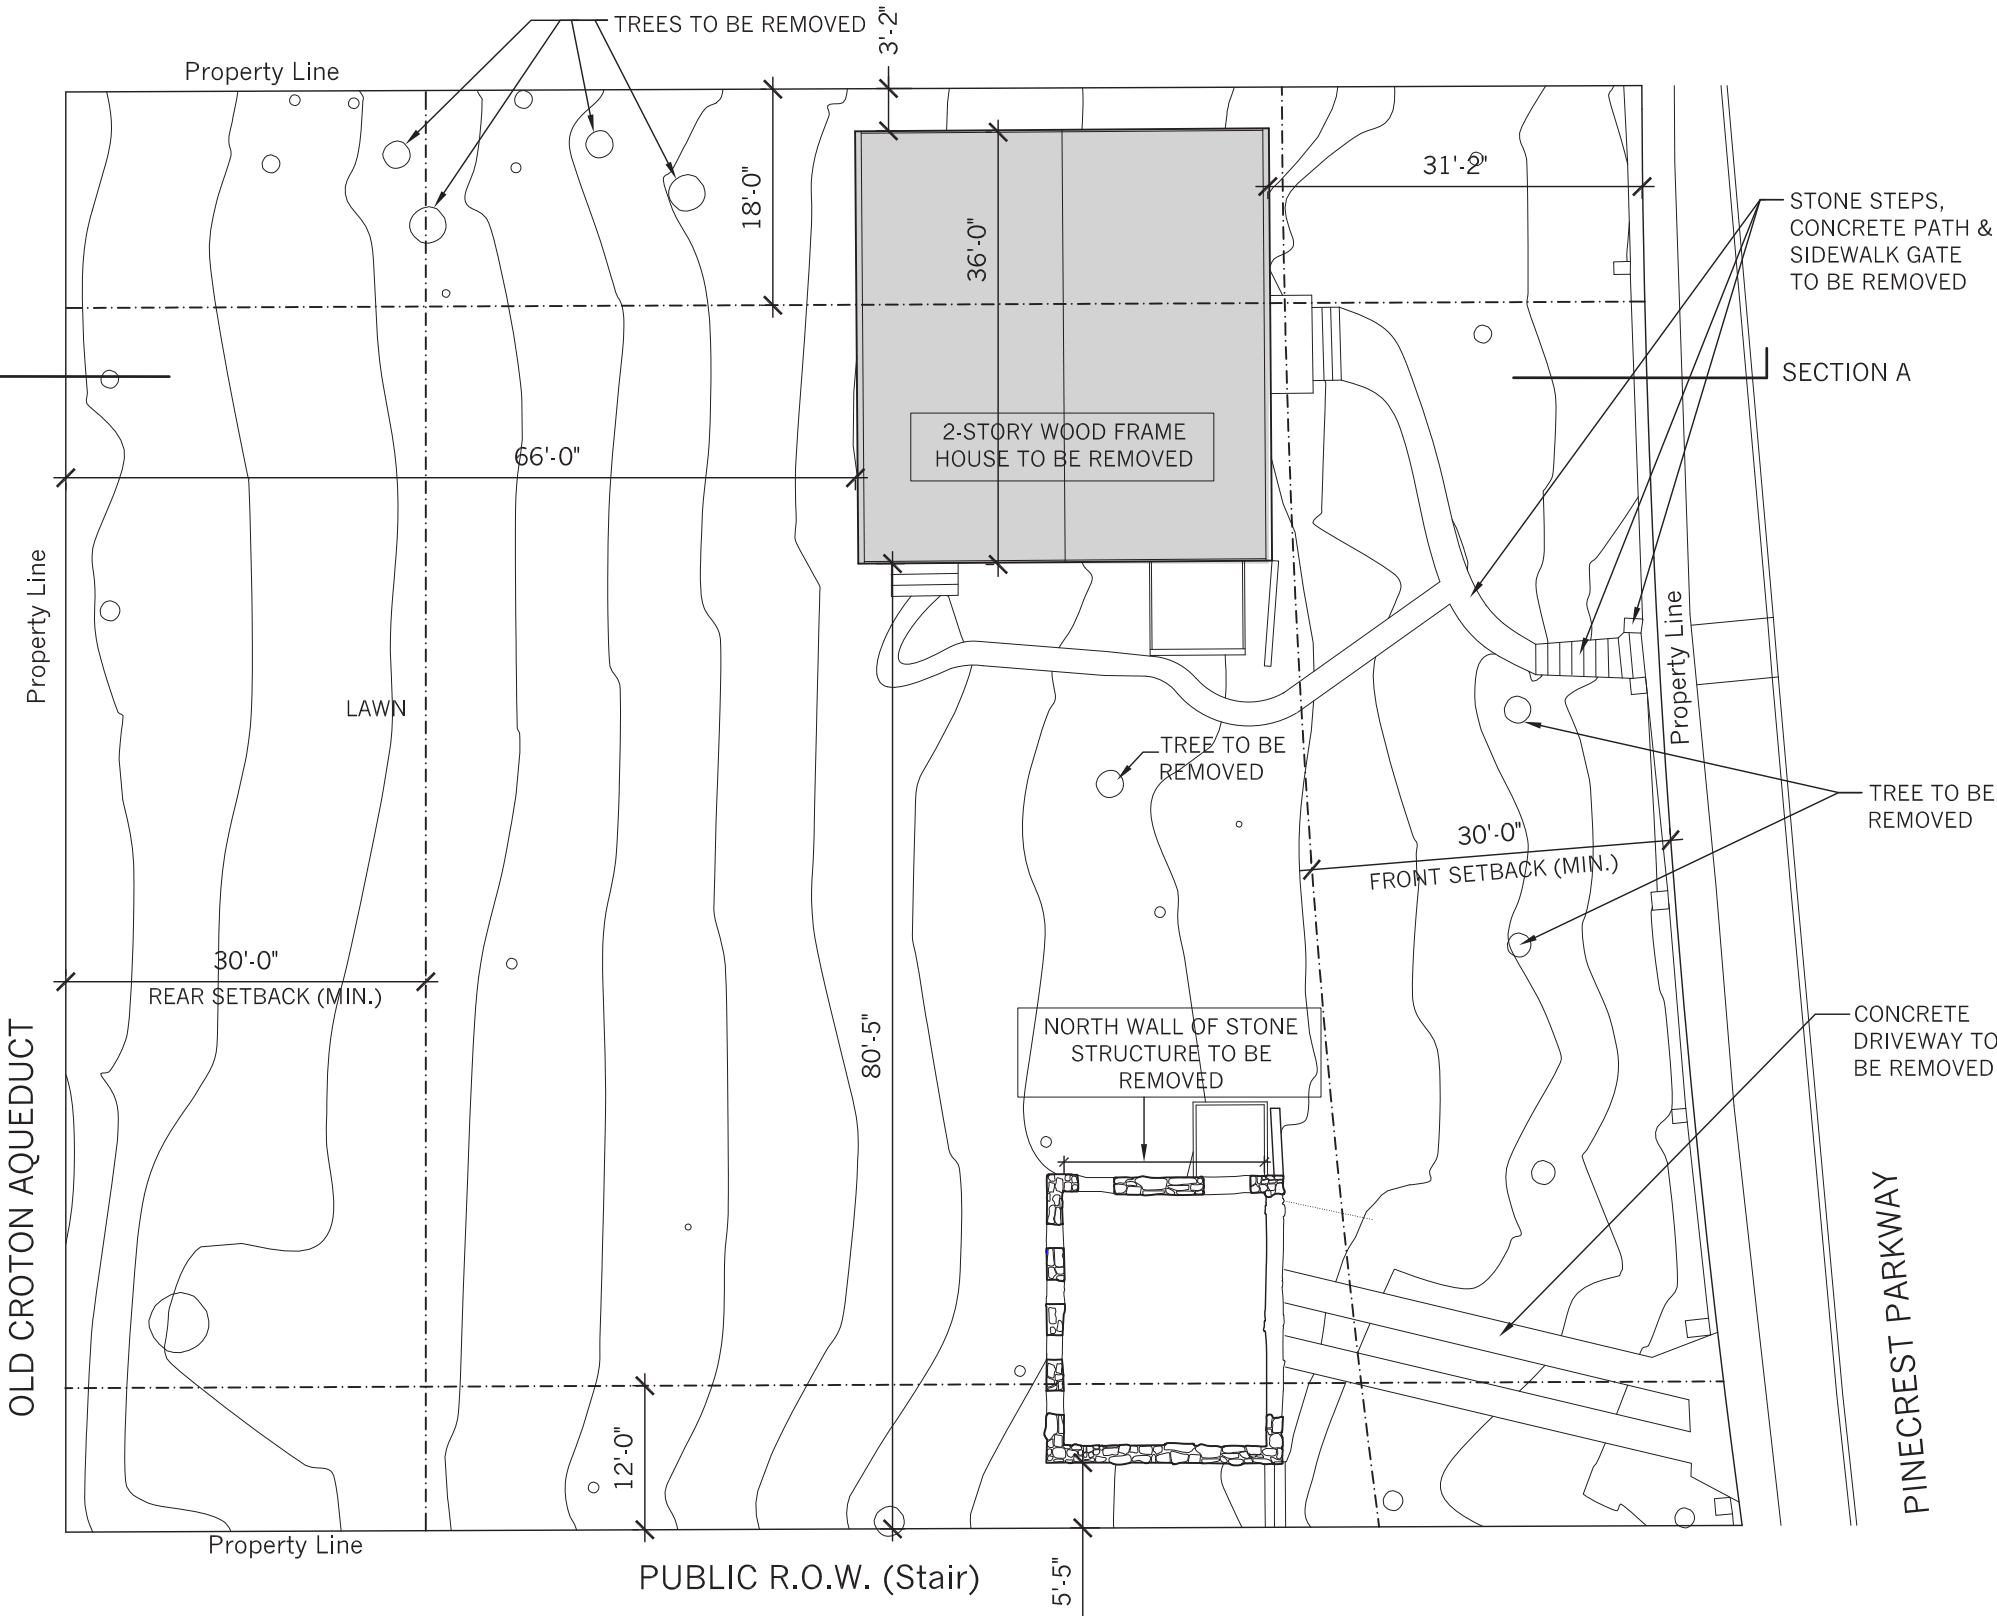 TREES TO BE REMOVED
3'-2"
Property Line
18'-0"
36'-0"
31'-2"
STONE STEPS,
CONCRETE PATH &
SIDEWALK GATE
TO BE REMOVED
SECTION A
2-STORY WOOD FRAME
HOUSE TO BE REMOVED
66'-0"
Property Line
LAWN
Property Line
TREE TO BE
REMOVED
TREE TO BE
REMOVED
30'-0"
FRONT SETBACK (MIN.)
30'-0"
REAR SETBACK (MIN.)
80'-5"
NORTH WALL OF STONE
STRUCTURE TO BE
REMOVED
CONCRETE
DRIVEWAY TO
BE REMOVED
OLD CROTON AQUEDUCT
PINECREST PARKWAY
12'-0"
Property Line
PUBLIC R.O.W. (Stair)
5'-5"